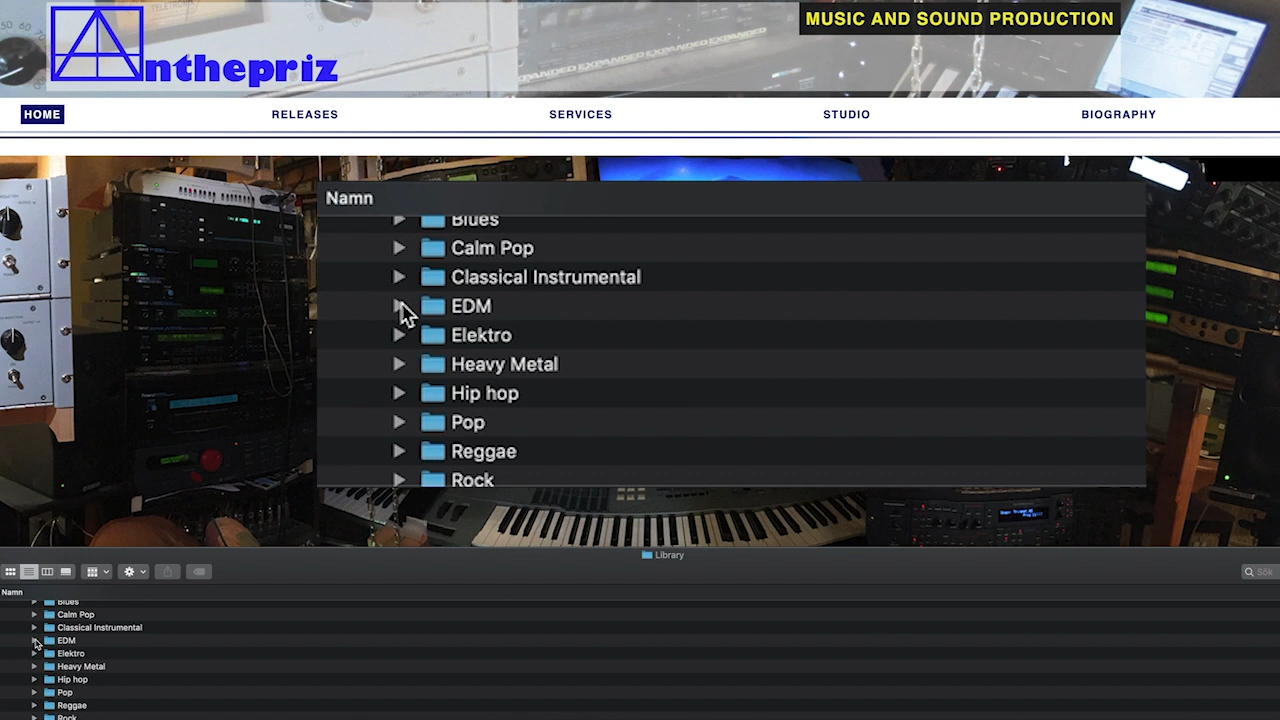 MUSIC AND SOUND PRODUCTION
Anthepriz
HOME RELEASES SERVICES STUDIO BIOGRAPHY
Namn
Blues
Calm Pop
Classical Instrumental
EDM
Elektro
Heavy Metal
Hip hop
Pop
Reggae
Rock
Library
Sök
Namn
Blues
Calm Pop
Classical Instrumental
EDM
Elektro
Heavy Metal
Hip hop
Pop
Reggae
Rock